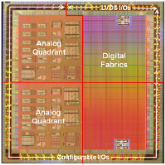 LVDS I/Os
Analog
Quadrant
Digital
Fabrics
Analog
Quadrant
Configurable I/Os